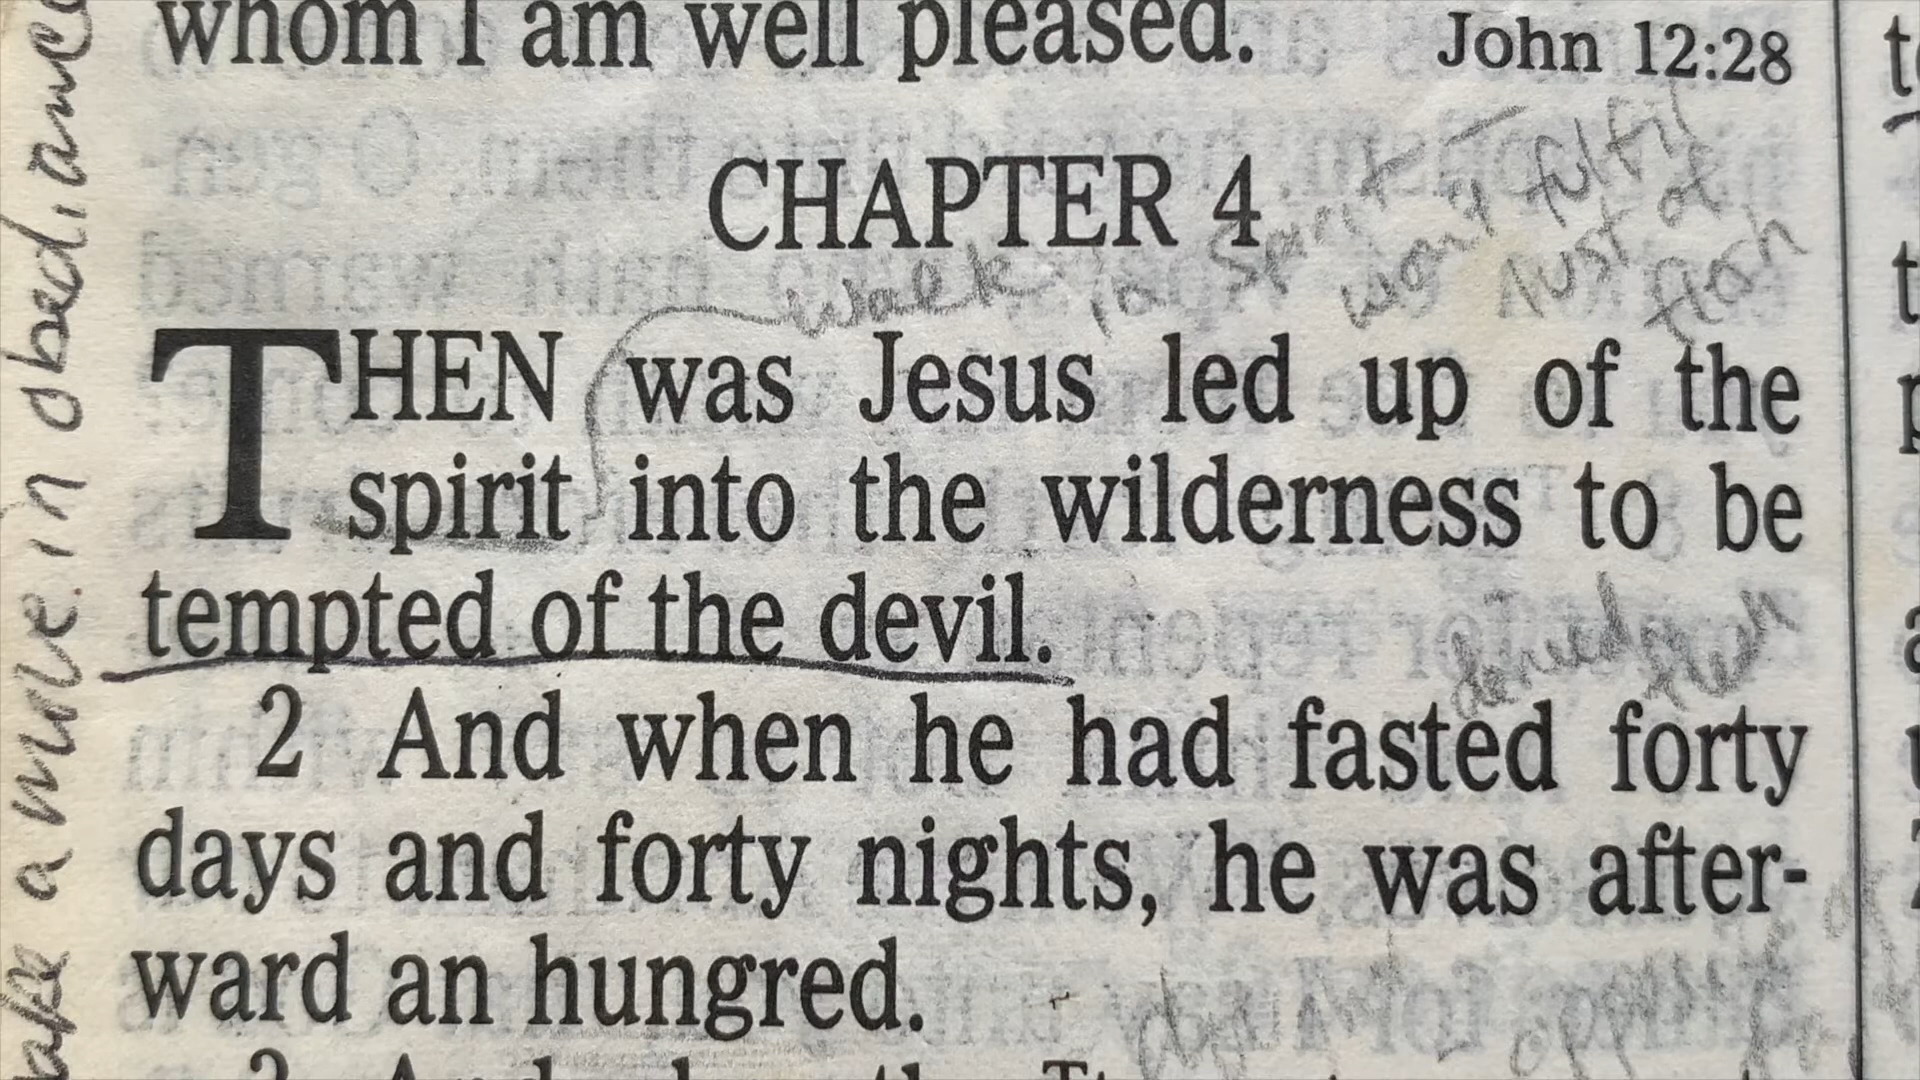 whom I am well pleased. John 12:28
CHAPTER 4
walk in Spirit won't fulfil lust of flesh
THEN was Jesus led up of the
spirit into the wilderness to be
tempted of the devil.
denied flesh
2 And when he had fasted forty
days and forty nights, he was after-
ward an hungred.
a move in obediance